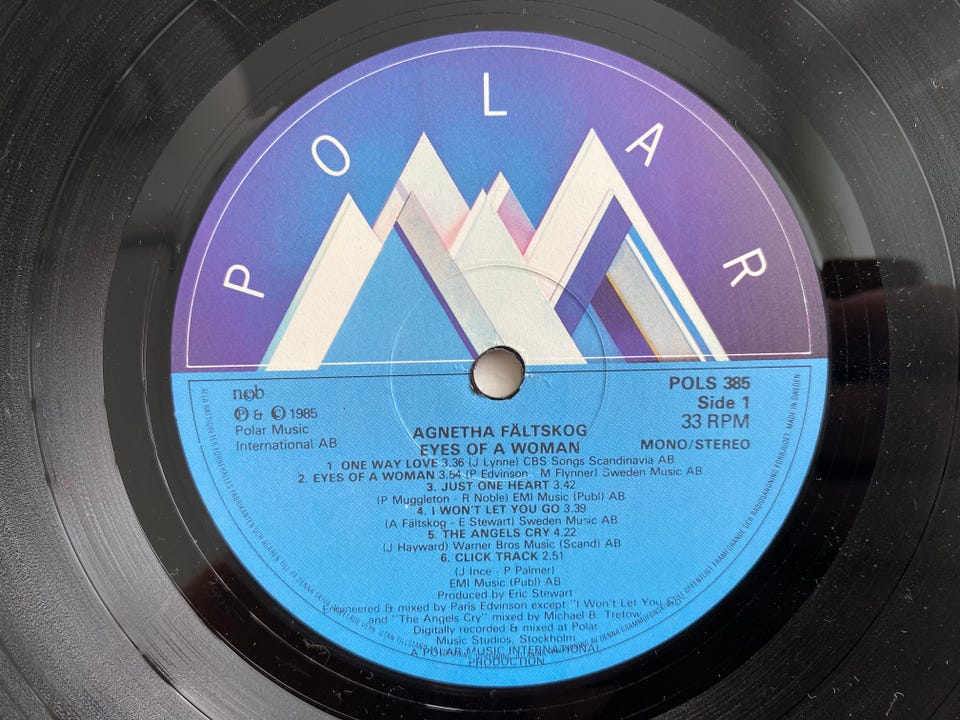 POLAR
ncb
Ⓟ & © 1985
Polar Music
International AB
POLS 385
Side 1
33 RPM
MONO/STEREO
AGNETHA FÄLTSKOG
EYES OF A WOMAN
1 ONE WAY LOVE 3.36 (J Lynne) CBS Songs Scandinavia AB
2. EYES OF A WOMAN 3.54 (P Edvinson - M Flynner) Sweden Music AB
3. JUST ONE HEART 3.42
(P Muggleton - R Noble) EMI Music (Publ) AB
4. I WON'T LET YOU GO 3.39
(A Fältskog - E Stewart) Sweden Music AB
5. THE ANGELS CRY 4.22
(J Hayward) Warner Bros Music (Scand) AB
6. CLICK TRACK 2.51
(J Ince - P Palmer)
EMI Music (Publ) AB
Produced by Eric Stewart
Engineered & mixed by Paris Edvinson except "I Won't Let You Go"
and "The Angels Cry" mixed by Michael B. Tretow
Digitally recorded & mixed at Polar
Music Studios, Stockholm
A POLAR MUSIC INTERNATIONAL
PRODUCTION
MADE IN SWEDEN